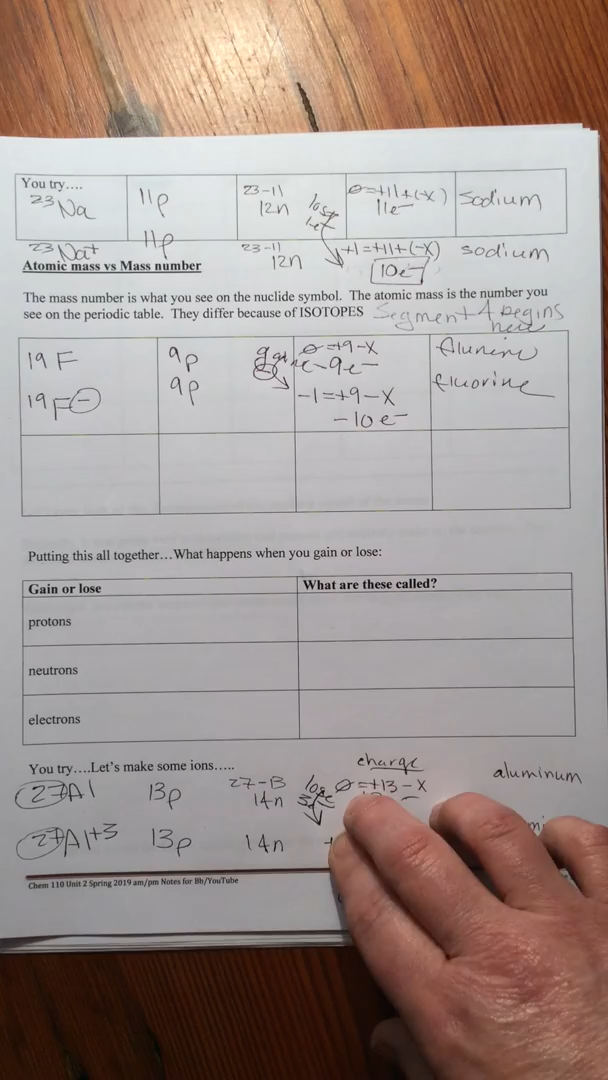 You try....
23Na 11p 23-11 12n lose 1e- 0=+11+(-x) 11e- Sodium
23Na+ 11p 23-11 12n +1=+11+(-x) 10e- sodium
Atomic mass vs Mass number
The mass number is what you see on the nuclide symbol. The atomic mass is the number you
see on the periodic table. They differ because of ISOTOPES Segment 4 begins
here
19F 9p 0=+9-x 9e-
19F- 9p -1=+9-x fluorine
-10e-
Putting this all together...What happens when you gain or lose:
Gain or lose What are these called?
protons
neutrons
electrons
You try....Let's make some ions..... charge
27Al 13p 27-13 14n lose 0=+13-x aluminum
27Al+3 13p 14n
Chem 110 Unit 2 Spring 2019 am/pm Notes for Bb/YouTube